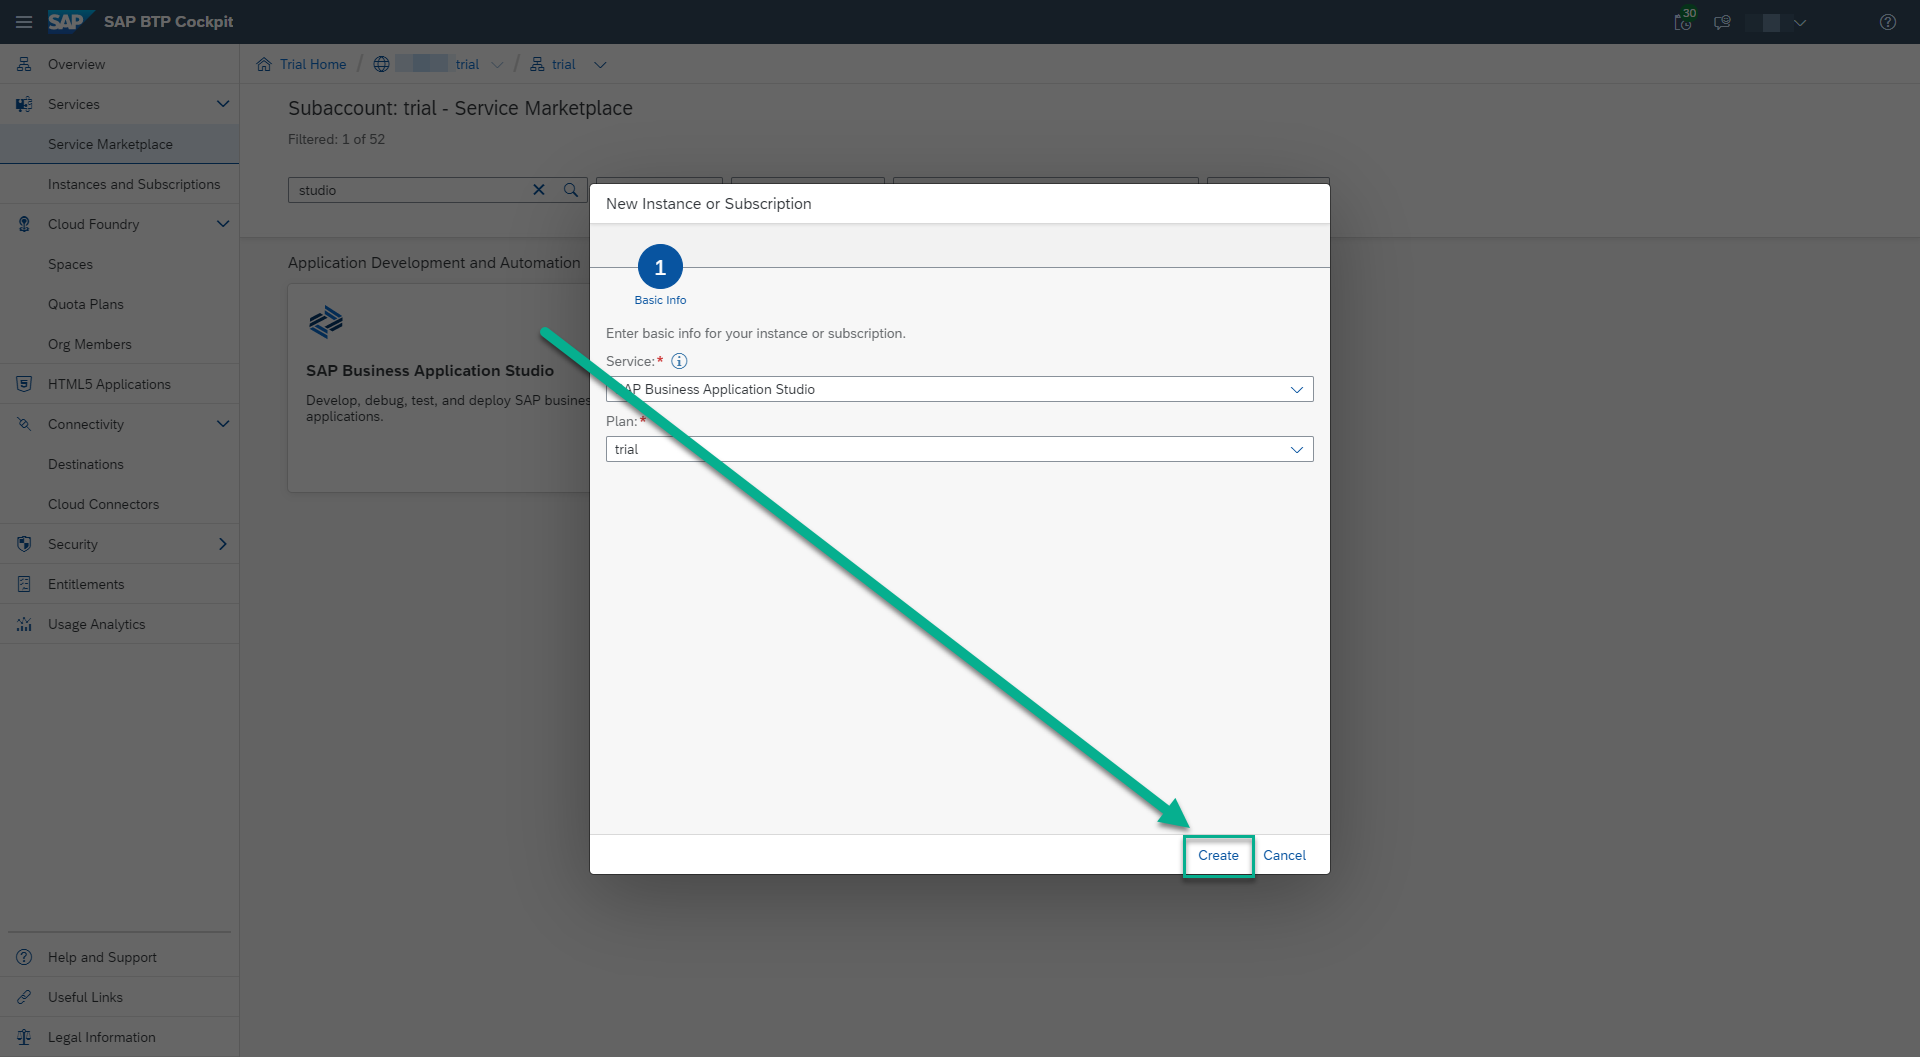 SAP SAP BTP Cockpit
30
Overview
Services
Service Marketplace
Instances and Subscriptions
Cloud Foundry
Spaces
Quota Plans
Org Members
HTML5 Applications
Connectivity
Destinations
Cloud Connectors
Security
Entitlements
Usage Analytics
Help and Support
Useful Links
Legal Information
Trial Home / trial / trial
Subaccount: trial - Service Marketplace
Filtered: 1 of 52
studio
Application Development and Automation
SAP Business Application Studio
Develop, debug, test, and deploy SAP busines
applications.
New Instance or Subscription
1
Basic Info
Enter basic info for your instance or subscription.
Service:*
AP Business Application Studio
Plan:*
trial
Create Cancel